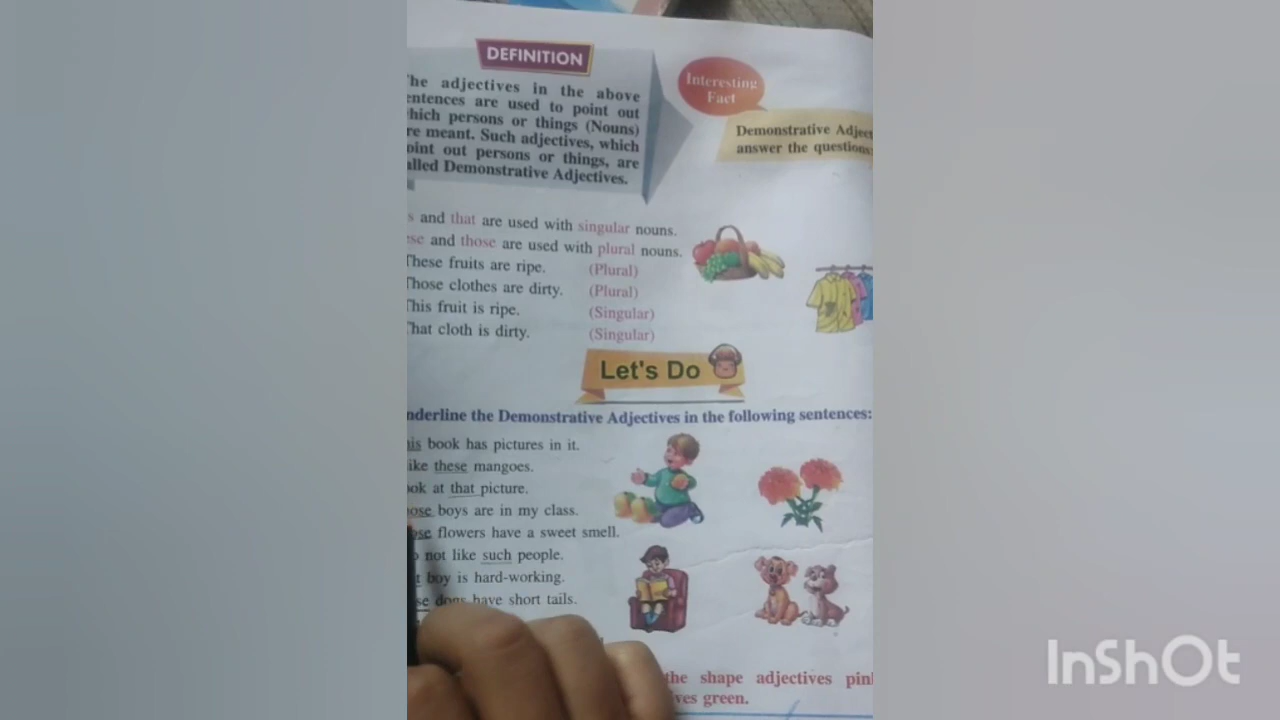 DEFINITION
he adjectives in the above
entences are used to point out
hich persons or things (Nouns)
re meant. Such adjectives, which
oint out persons or things, are
alled Demonstrative Adjectives.
Interesting
Fact
Demonstrative Adjec
answer the questions:
s and that are used with singular nouns.
ese and those are used with plural nouns.
These fruits are ripe. (Plural)
Those clothes are dirty. (Plural)
This fruit is ripe. (Singular)
That cloth is dirty. (Singular)
Let's Do
nderline the Demonstrative Adjectives in the following sentences:
his book has pictures in it.
ike these mangoes.
ok at that picture.
ose boys are in my class.
ose flowers have a sweet smell.
not like such people.
t boy is hard-working.
se dogs have short tails.
the shape adjectives pink
ves green.
InShOt